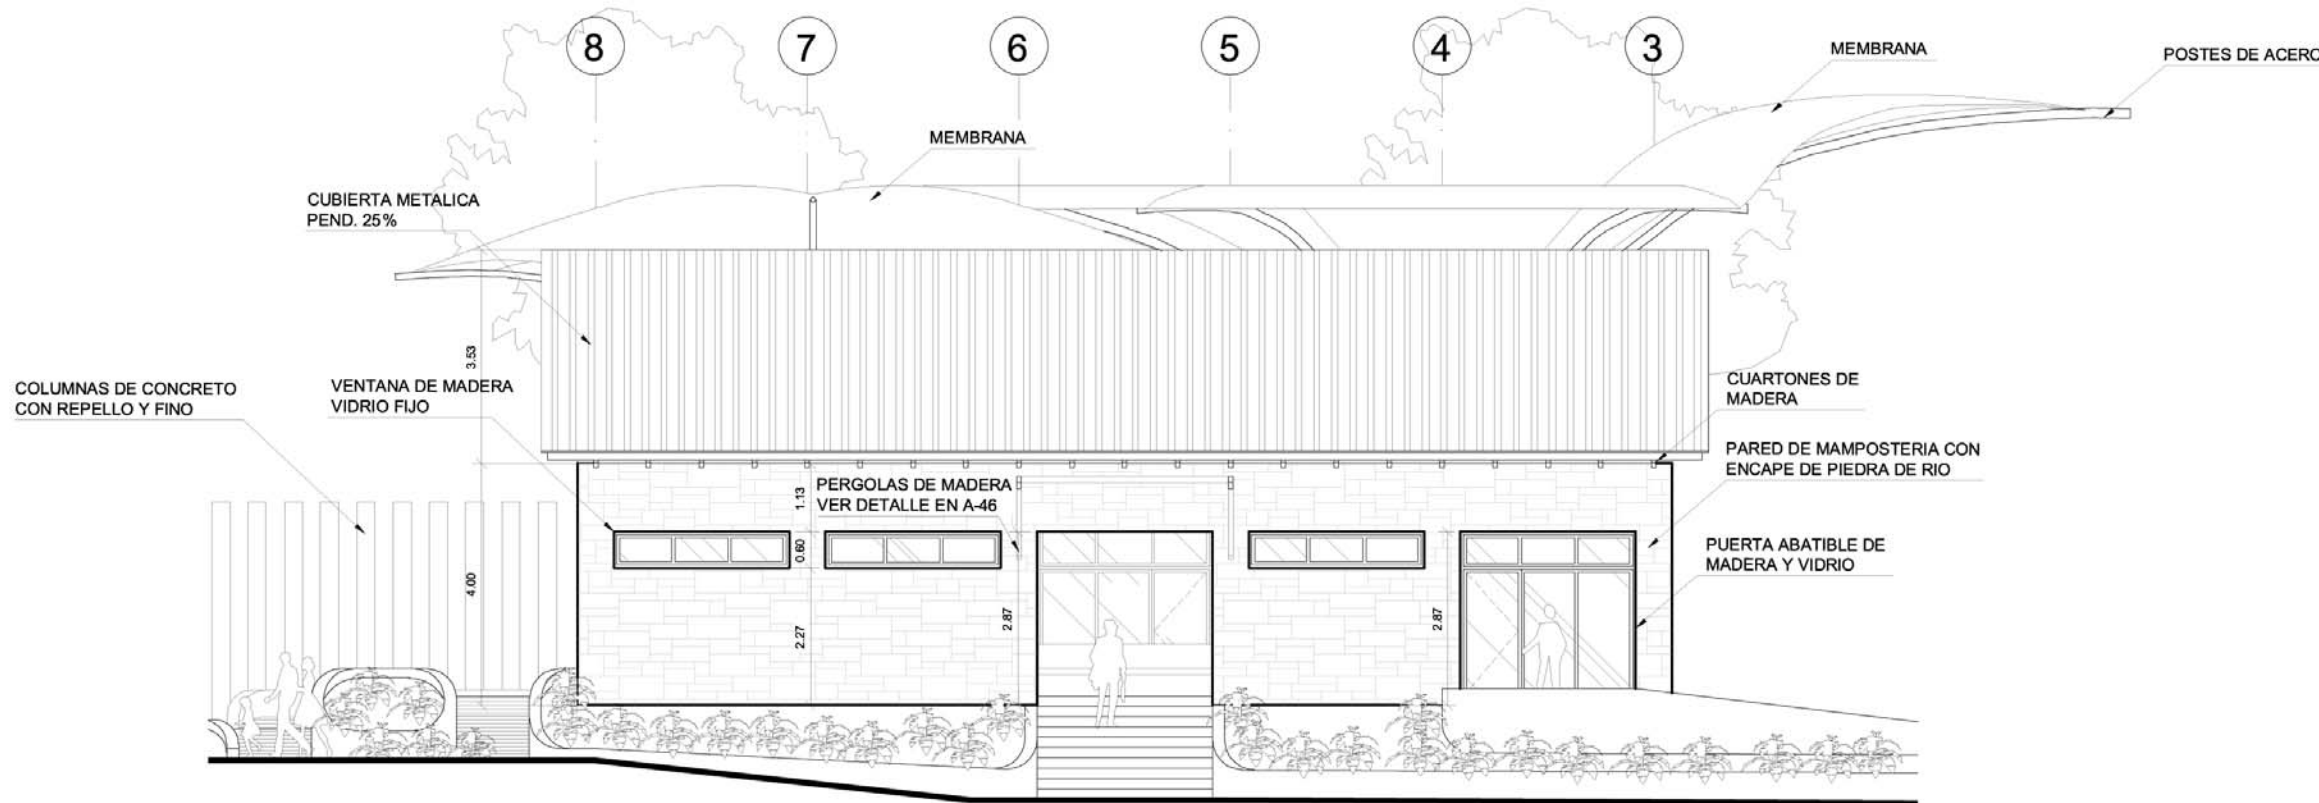 8
7
6
5
4
3
MEMBRANA
POSTES DE ACERO
MEMBRANA
CUBIERTA METALICA
PEND. 25%
3.53
COLUMNAS DE CONCRETO
CON REPELLO Y FINO
VENTANA DE MADERA
VIDRIO FIJO
CUARTONES DE
MADERA
PARED DE MAMPOSTERIA CON
ENCAPE DE PIEDRA DE RIO
PERGOLAS DE MADERA
VER DETALLE EN A-46
1.13
0.60
PUERTA ABATIBLE DE
MADERA Y VIDRIO
4.00
2.27
2.87
2.87